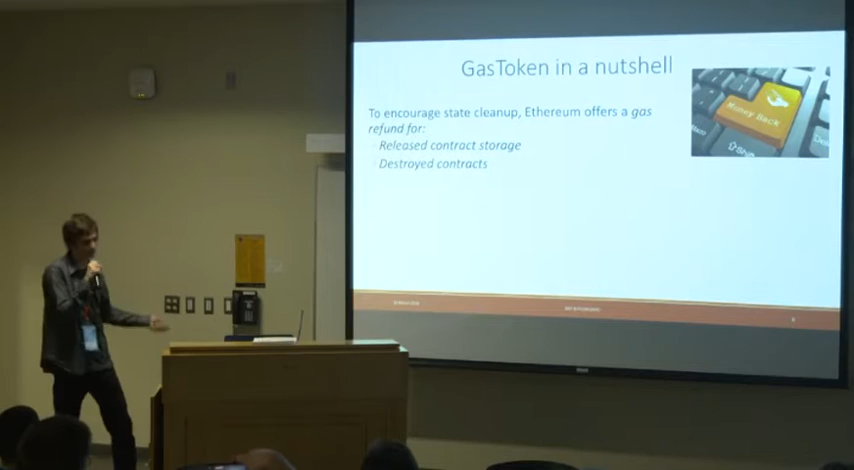 GasToken in a nutshell
To encourage state cleanup, Ethereum offers a gas
refund for:
Released contract storage
Destroyed contracts
Money Back